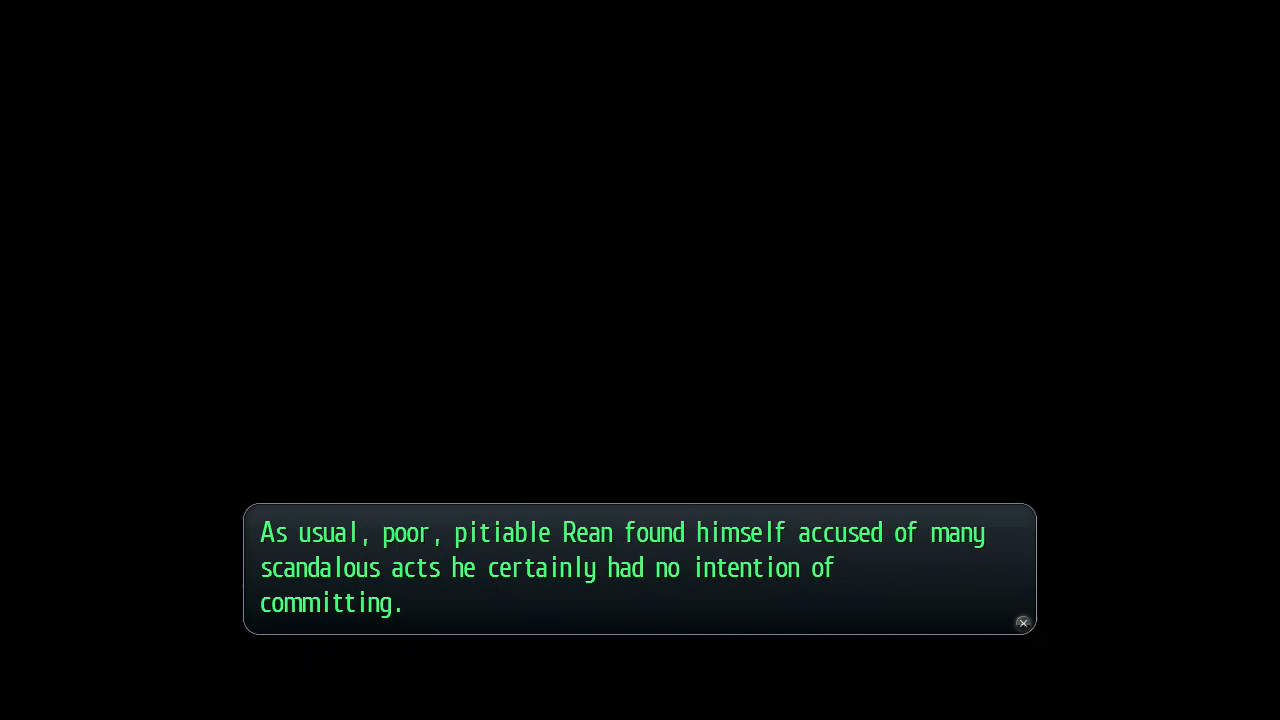 As usual, poor, pitiable Rean found himself accused of many
scandalous acts he certainly had no intention of
committing.